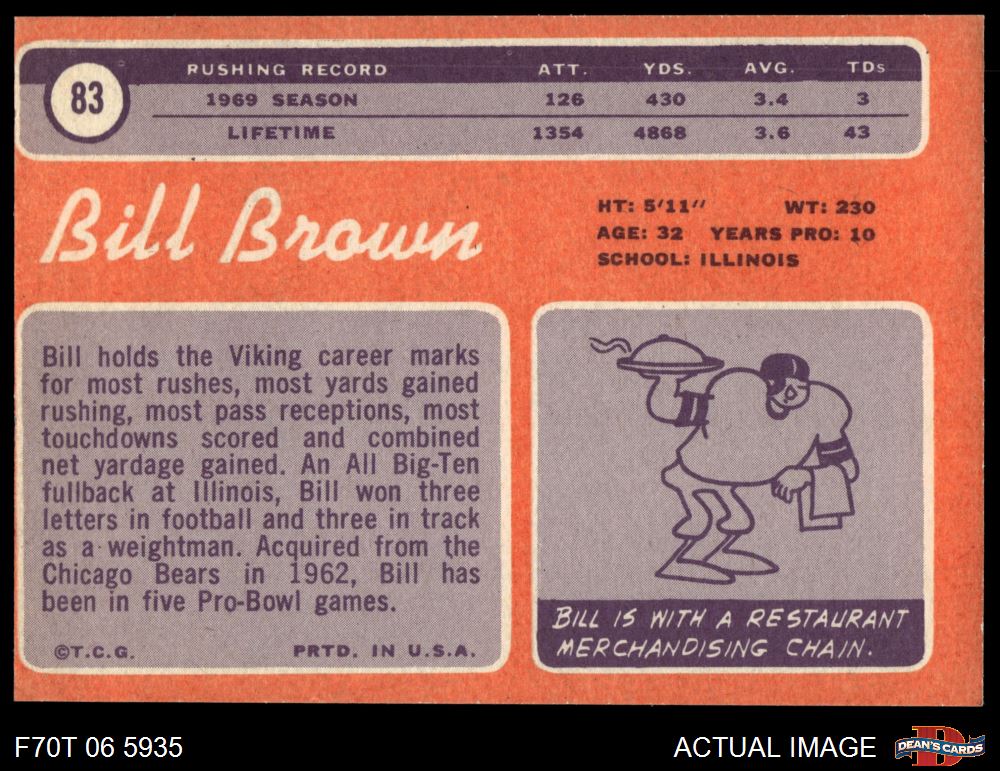 83
RUSHING RECORD ATT. YDS. AVG. TDs
1969 SEASON 126 430 3.4 3
LIFETIME 1354 4868 3.6 43
Bill Brown
HT: 5'11" WT: 230
AGE: 32 YEARS PRO: 10
SCHOOL: ILLINOIS
Bill holds the Viking career marks
for most rushes, most yards gained
rushing, most pass receptions, most
touchdowns scored and combined
net yardage gained. An All Big-Ten
fullback at Illinois, Bill won three
letters in football and three in track
as a weightman. Acquired from the
Chicago Bears in 1962, Bill has
been in five Pro-Bowl games.
©T.C.G. PRTD. IN U.S.A.
BILL IS WITH A RESTAURANT
MERCHANDISING CHAIN.
F70T 06 5935
ACTUAL IMAGE
DEAN'S CARDS